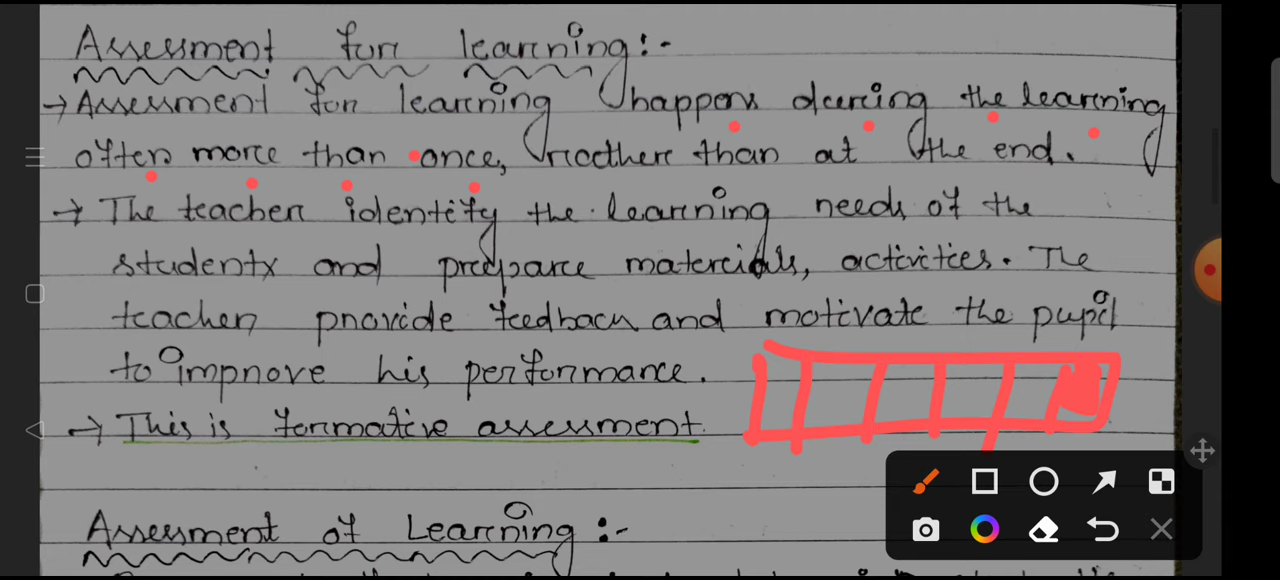 Assessment for learning :-
→ Assessment for learning happens during the learning
often more than once, rather than at the end.
→ The teacher identify the learning needs of the
students and prepare materials, activities. The
teacher provide feedback and motivate the pupil
to improve his performance.
→ This is formative assessment.
Assessment of Learning :-